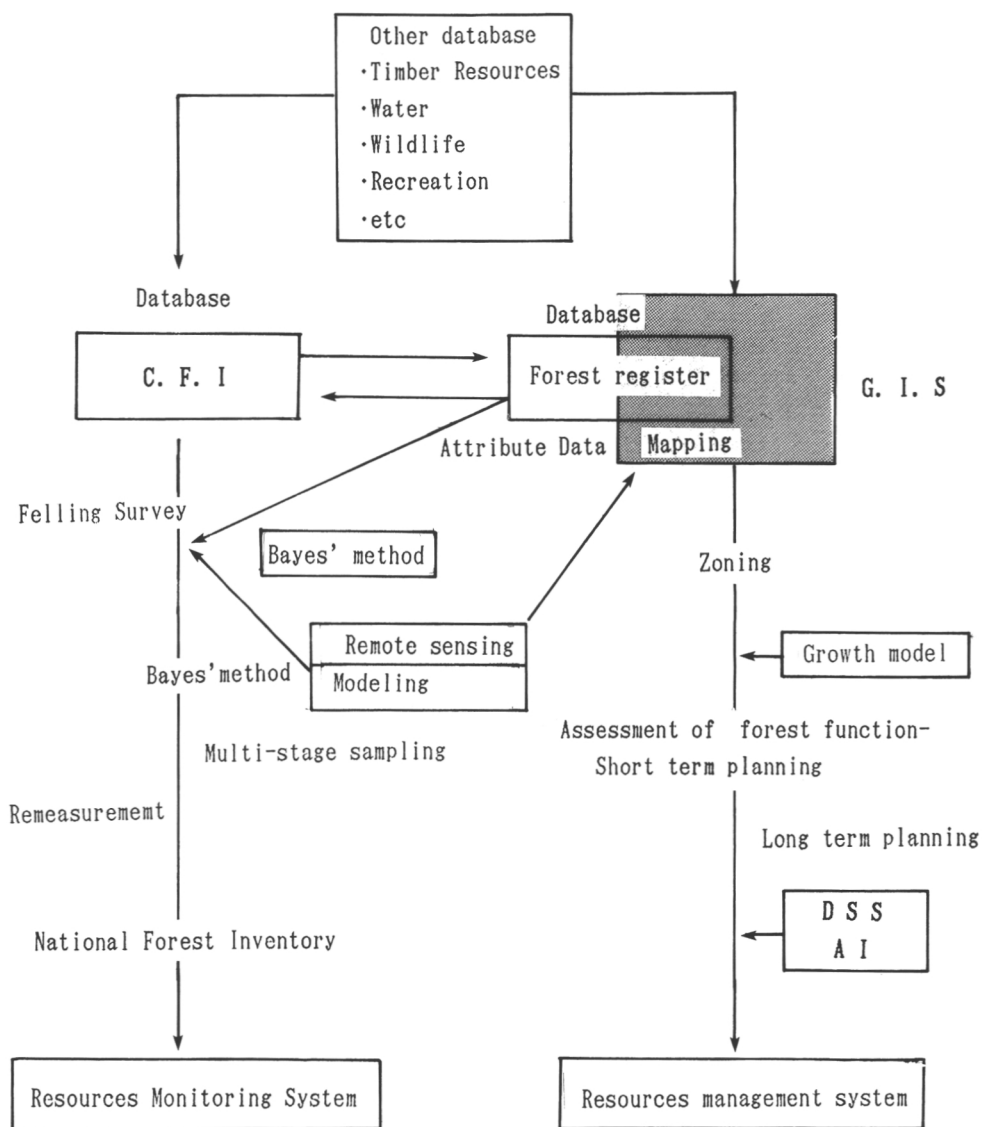 Other database
·Timber Resources
·Water
·Wildlife
·Recreation
·etc
Database
C. F. I
Database
Forest register
G. I. S
Attribute Data
Mapping
Felling Survey
Bayes' method
Zoning
Remote sensing
Modeling
Bayes'method
Growth model
Multi-stage sampling
Assessment of forest function-
Short term planning
Remeasurememt
Long term planning
D S S
A I
National Forest Inventory
Resources Monitoring System
Resources management system